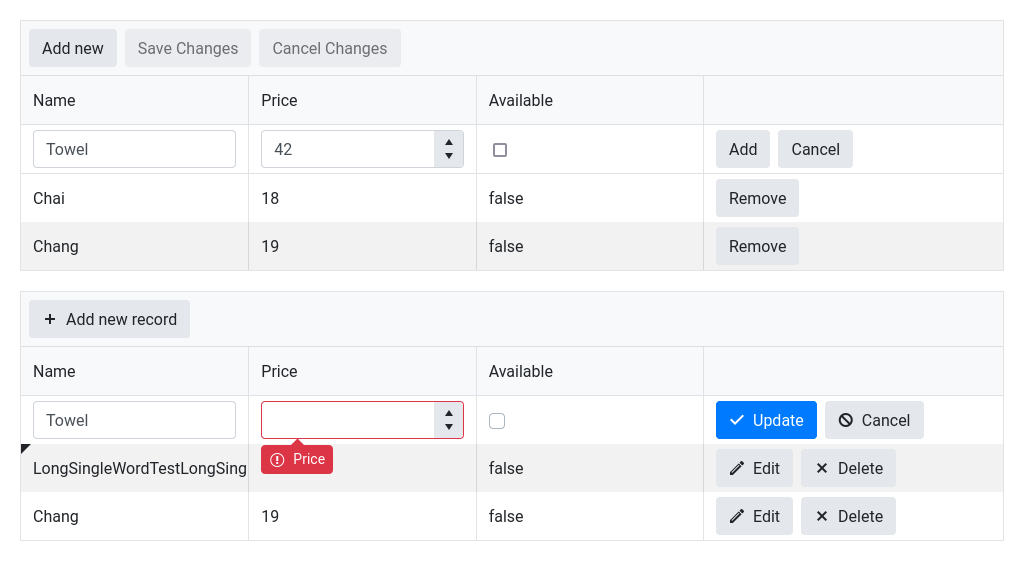 Add new Save Changes Cancel Changes
Name Price Available
Towel 42 Add Cancel
Chai 18 false Remove
Chang 19 false Remove
Add new record
Name Price Available
Towel Update Cancel
Price
LongSingleWordTestLongSing false Edit Delete
Chang 19 false Edit Delete